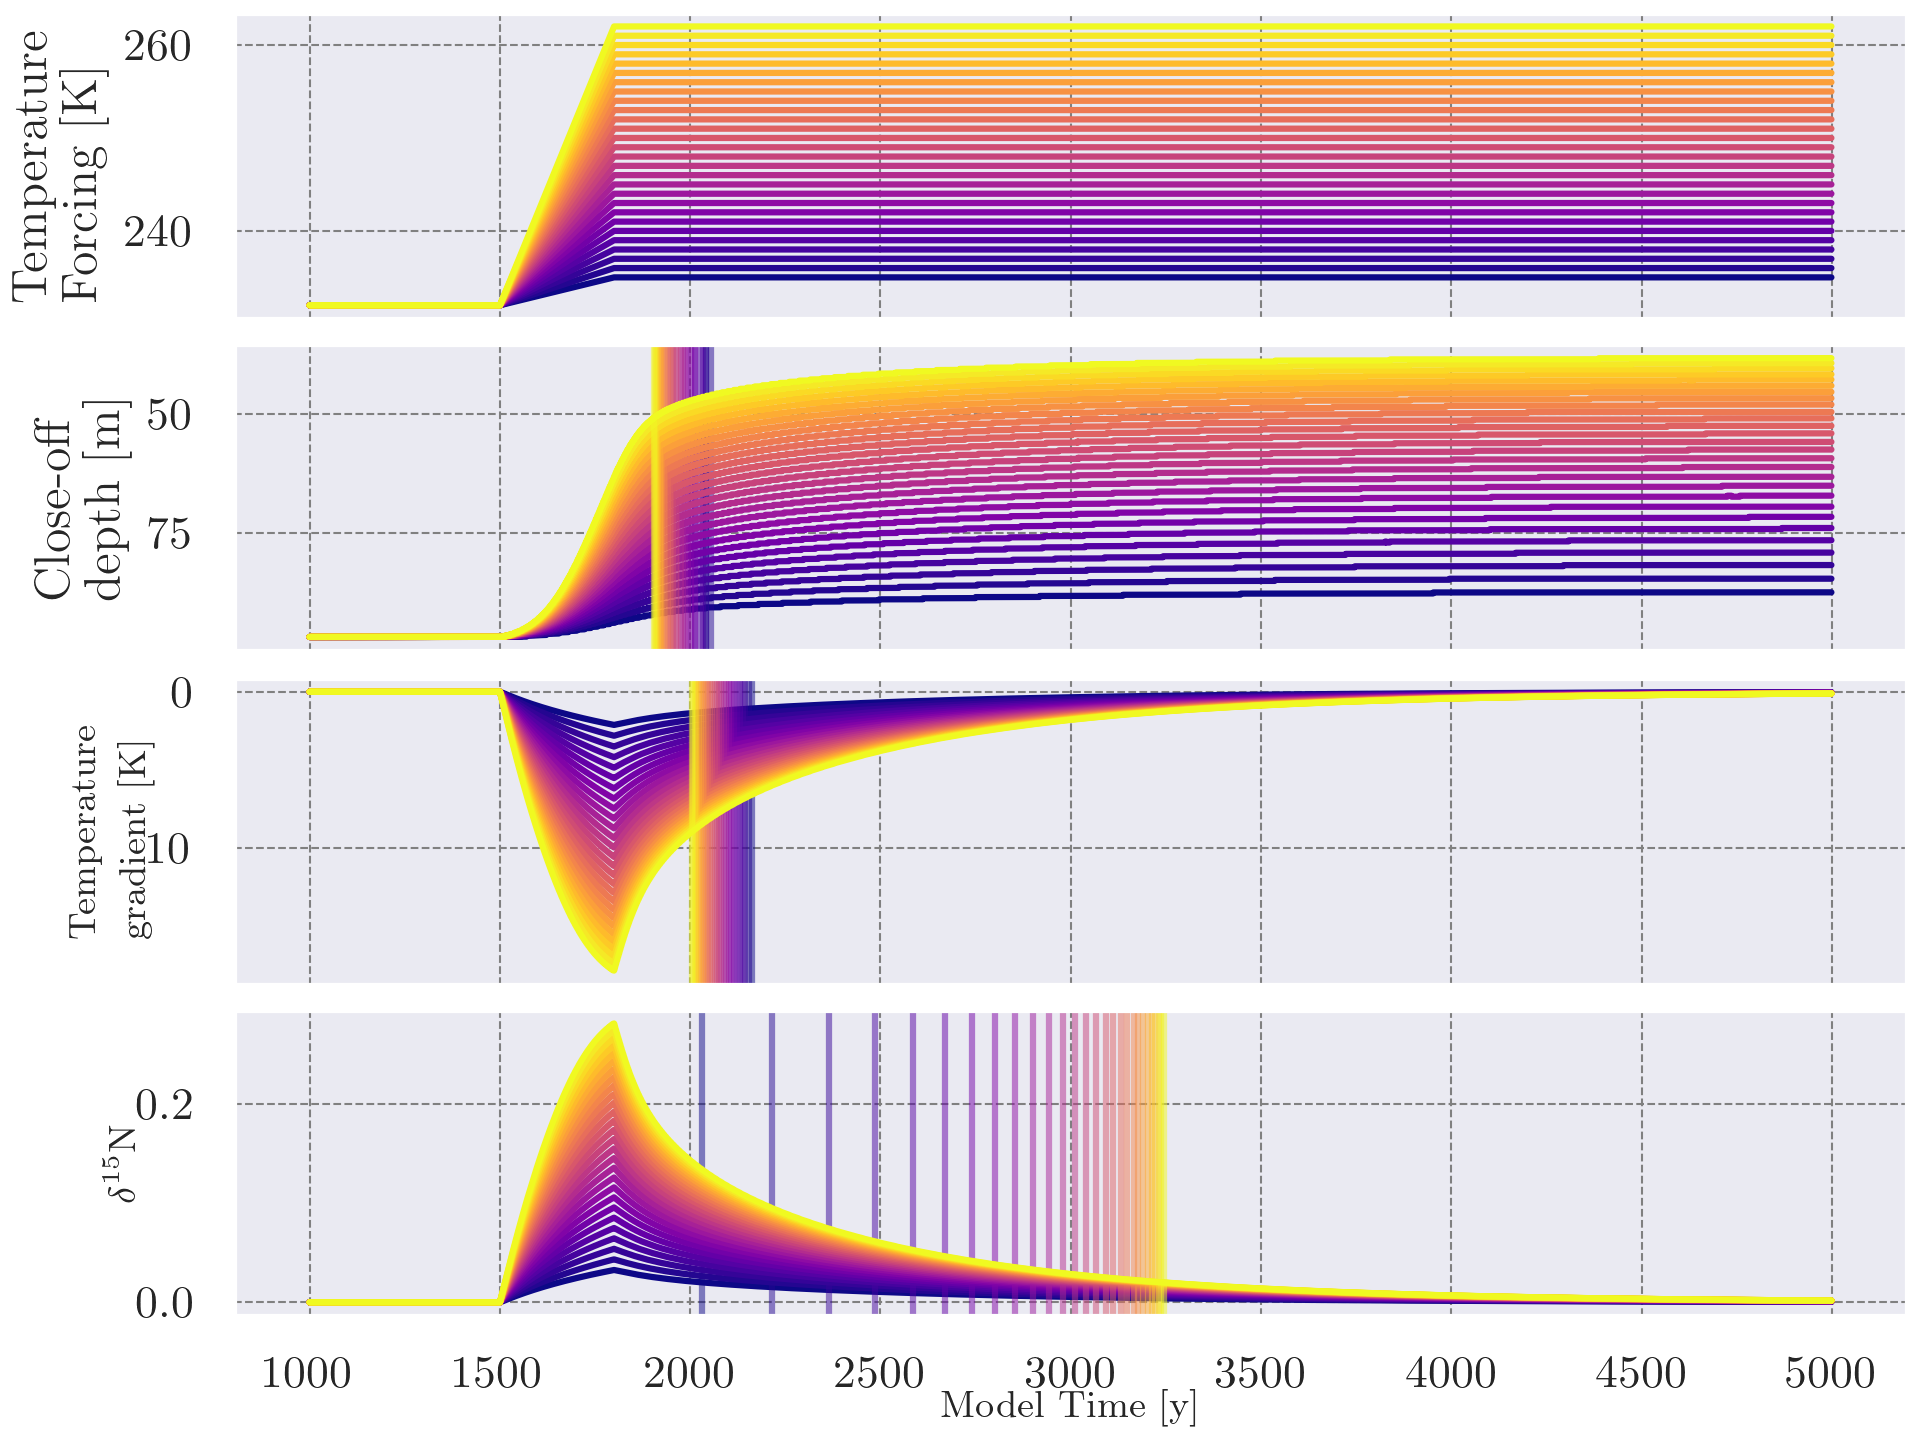 Temperature
Forcing [K]
260
240
Close-off
depth [m]
50
75
Temperature
gradient [K]
0
10
δ¹⁵N
0.2
0.0
1000 1500 2000 2500 3000 3500 4000 4500 5000
Model Time [y]